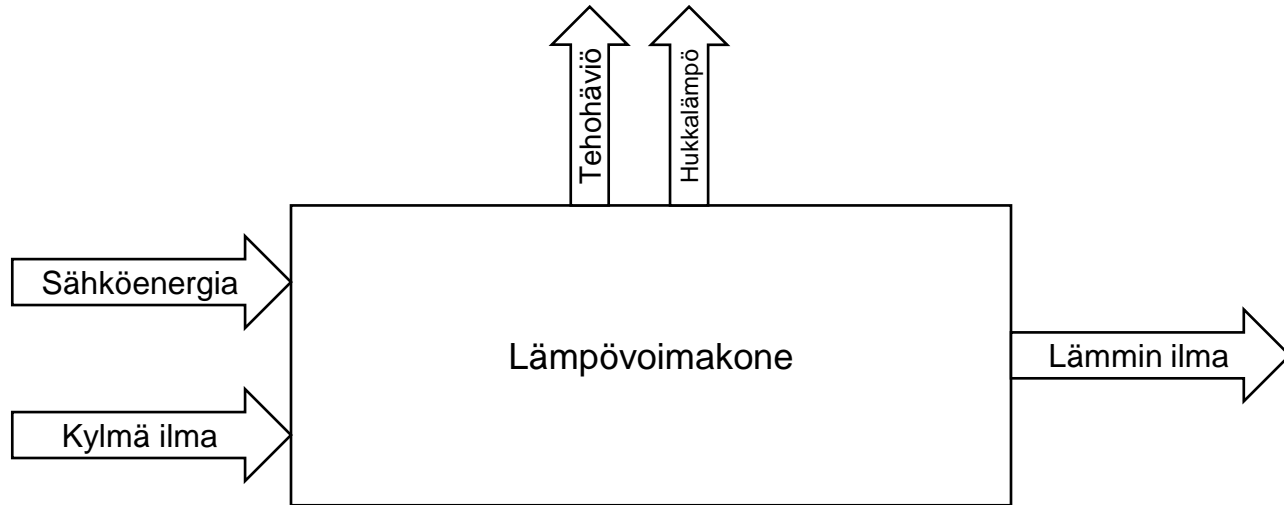 Tehohäviö
Hukkalämpö
Sähköenergia
Lämpövoimakone
Lämmin ilma
Kylmä ilma